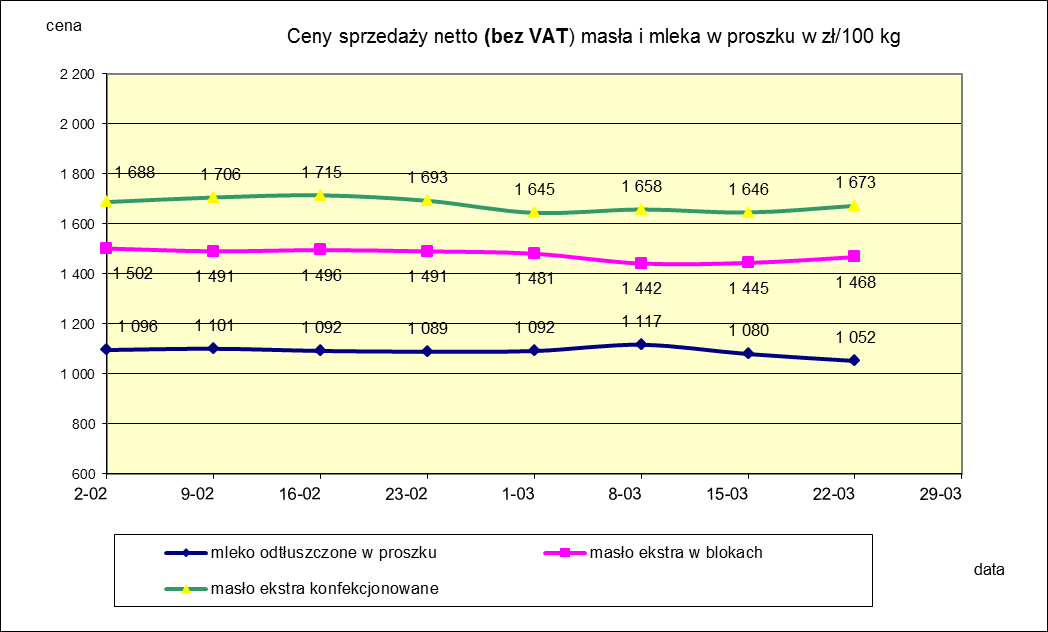 cena
Ceny sprzedaży netto (bez VAT) masła i mleka w proszku w zł/100 kg
2 200
2 000
1 800
1 600
1 400
1 200
1 000
800
600
1 688 1 706 1 715 1 693 1 645 1 658 1 646 1 673
1 502 1 491 1 496 1 491 1 481 1 442 1 445 1 468
1 096 1 101 1 092 1 089 1 092 1 117 1 080 1 052
2-02 9-02 16-02 23-02 1-03 8-03 15-03 22-03 29-03
mleko odtłuszczone w proszku masło ekstra w blokach
masło ekstra konfekcjonowane
data